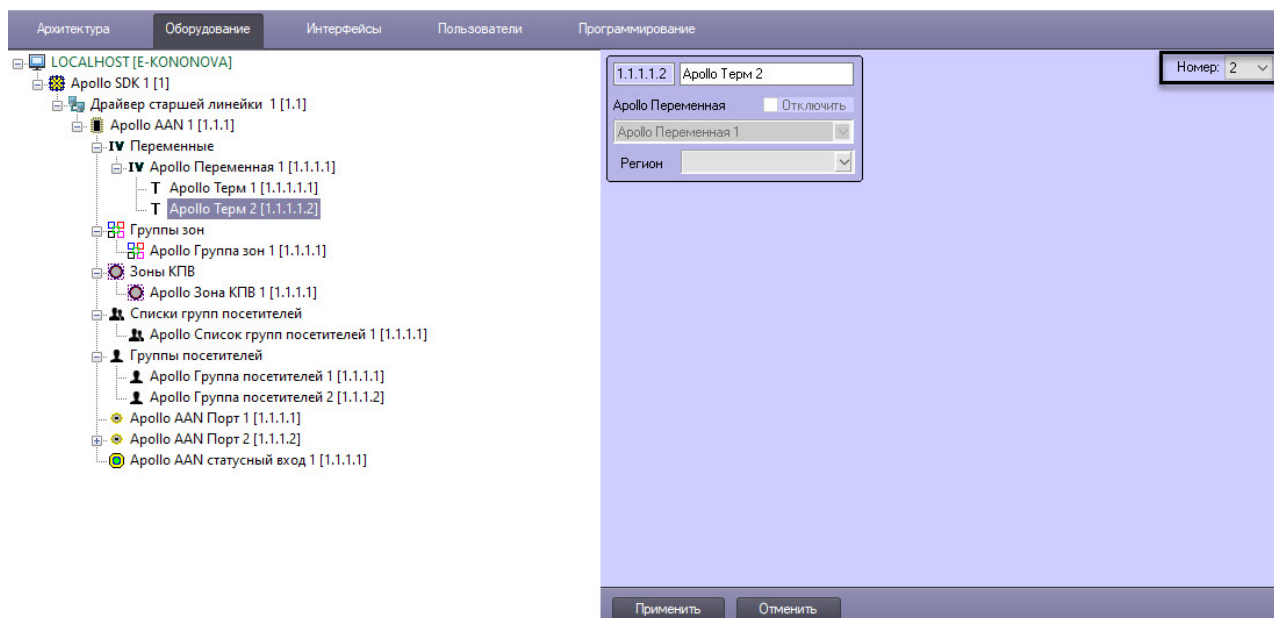 Архитектура Оборудование Интерфейсы Пользователи Программирование
LOCALHOST [E-KONONOVA]
Apollo SDK 1 [1]
Драйвер старшей линейки 1 [1.1]
Apollo AAN 1 [1.1.1]
IV Переменные
IV Apollo Переменная 1 [1.1.1.1]
T Apollo Терм 1 [1.1.1.1.1]
T Apollo Терм 2 [1.1.1.1.2]
Группы зон
Apollo Группа зон 1 [1.1.1.1]
Зоны КПВ
Apollo Зона КПВ 1 [1.1.1.1]
Списки групп посетителей
Apollo Список групп посетителей 1 [1.1.1.1]
Группы посетителей
Apollo Группа посетителей 1 [1.1.1.1]
Apollo Группа посетителей 2 [1.1.1.2]
Apollo AAN Порт 1 [1.1.1.1]
Apollo AAN Порт 2 [1.1.1.2]
Apollo AAN статусный вход 1 [1.1.1.1]
1.1.1.1.2 Apollo Терм 2
Apollo Переменная Отключить
Apollo Переменная 1
Регион
Номер: 2
Применить Отменить